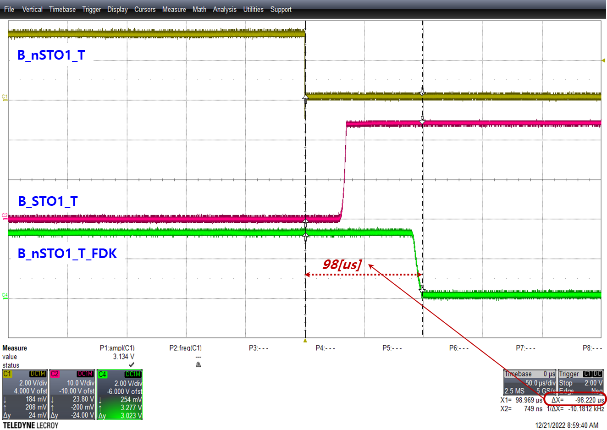 File Vertical Timebase Trigger Display Cursors Measure Math Analysis Utilities Support
B_nSTO1_T
B_STO1_T
B_nSTO1_T_FDK
98[us]
Measure P1:ampl(C1) P2:freq(C1) P3:--- P4:--- P5:--- P6:--- P7:--- P8:---
value 3.134 V ---
status
C1 DC1M C2 DC1M C4 DC1M
2.00 V/div 10.0 V/div 2.00 V/div
4.000 V ofst -10.00 V ofst -6.000 V ofst
↓ 184 mV ↓ 23.80 V ↓ 254 mV
↑ 208 mV ↑ -200 mV ↑ 3.277 V
Δy 24 mV Δy -24.00 V Δy 3.023 V
Timebase 0 µs Trigger C1 DC
50.0 µs/div Stop 2.00 V
2.5 MS 5 GS/s Edge
X1= 98.969 µs ΔX= -98.220 µs
X2= 749 ns 1/ΔX= -10.1812 kHz
TELEDYNE LECROY
12/21/2022 8:59:40 AM